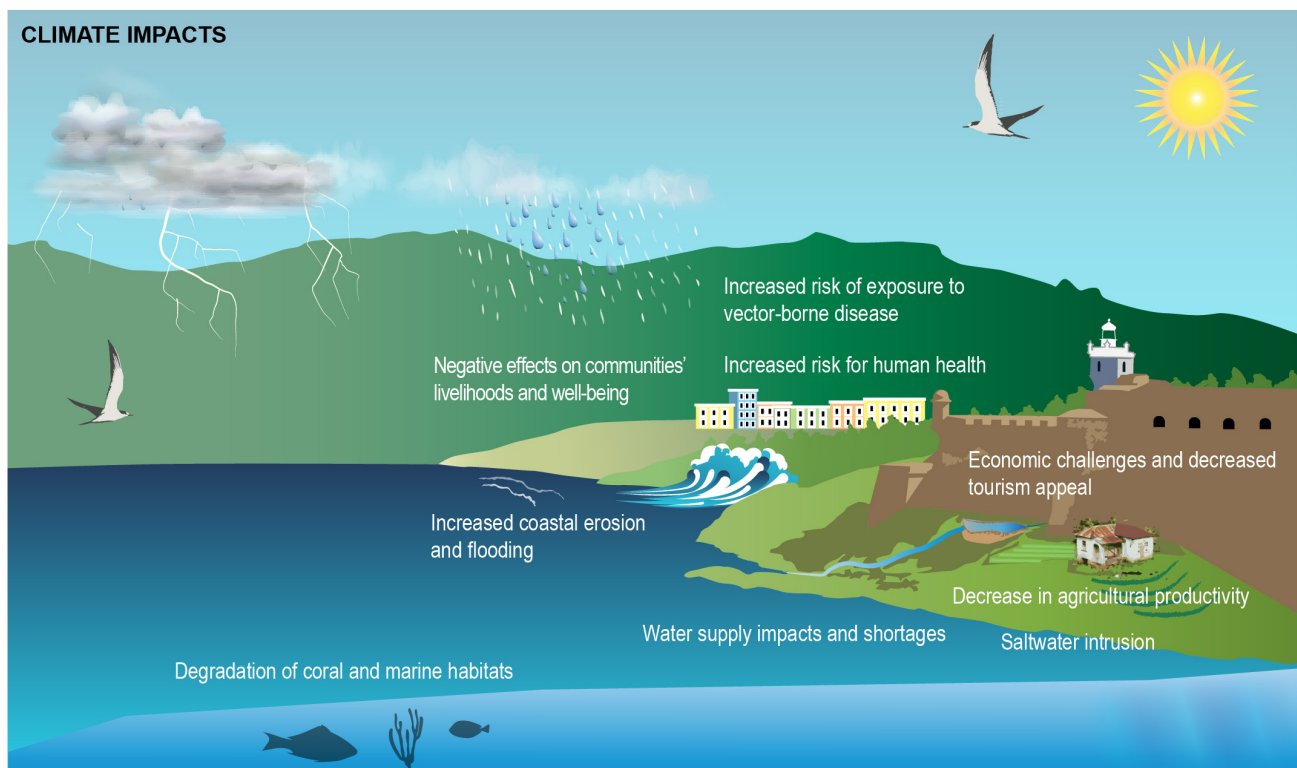 CLIMATE IMPACTS
Increased risk of exposure to
vector-borne disease
Negative effects on communities'
livelihoods and well-being
Increased risk for human health
Economic challenges and decreased
tourism appeal
Increased coastal erosion
and flooding
Decrease in agricultural productivity
Water supply impacts and shortages
Saltwater intrusion
Degradation of coral and marine habitats